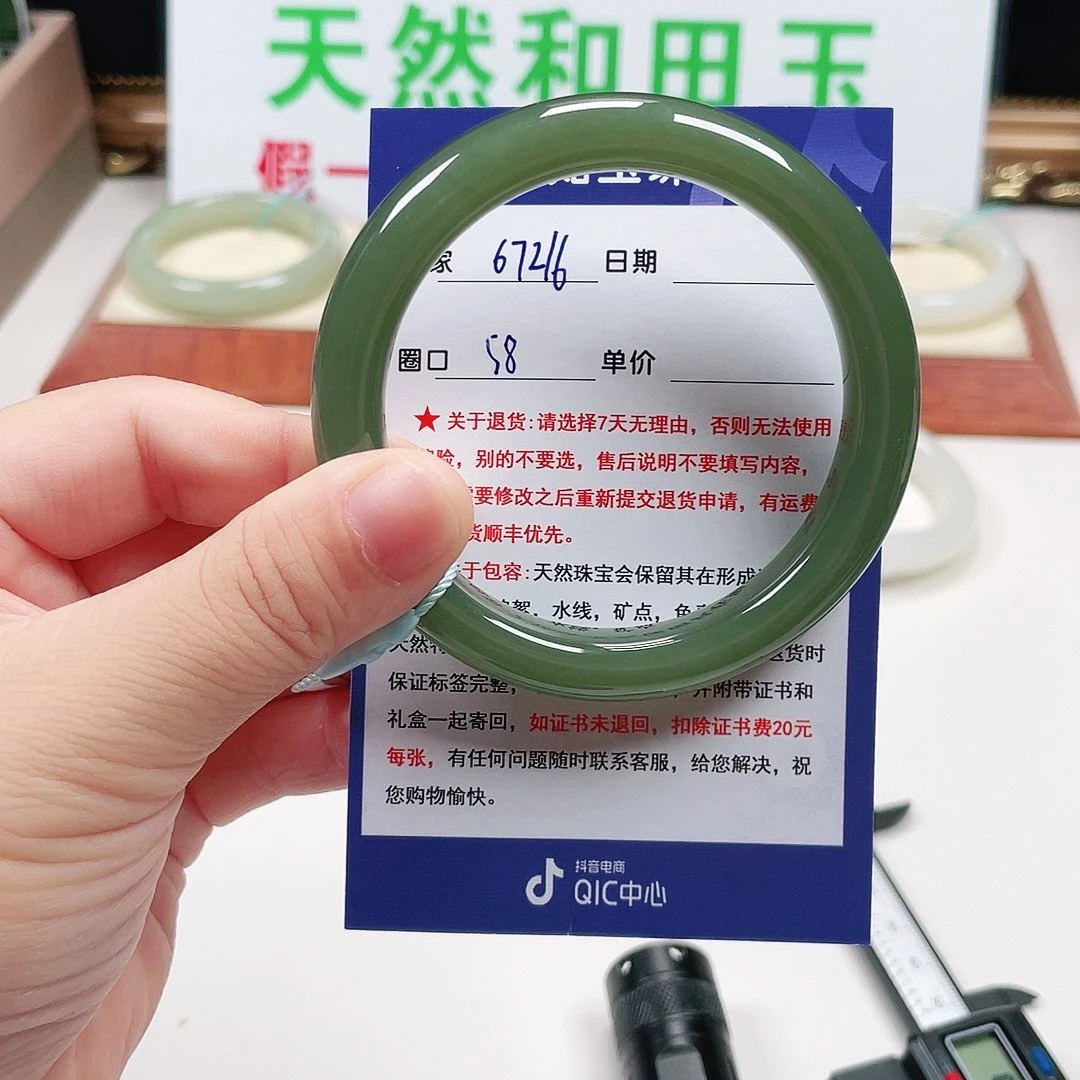 天然和田玉
假一
家 67216 日期
圈口 58 单价
★关于退货:请选择7天无理由，否则无法使用
险，别的不要选，售后说明不要填写内容，
需要修改之后重新提交退货申请，有运费
货顺丰优先。
于包容:天然珠宝会保留其在形成
絮，水线，矿点，色
天然 退货时
保证标签完整， 并附带证书和
礼盒一起寄回，如证书未退回，扣除证书费20元
每张，有任何问题随时联系客服，给您解决，祝
您购物愉快。
抖音电商
QIC中心